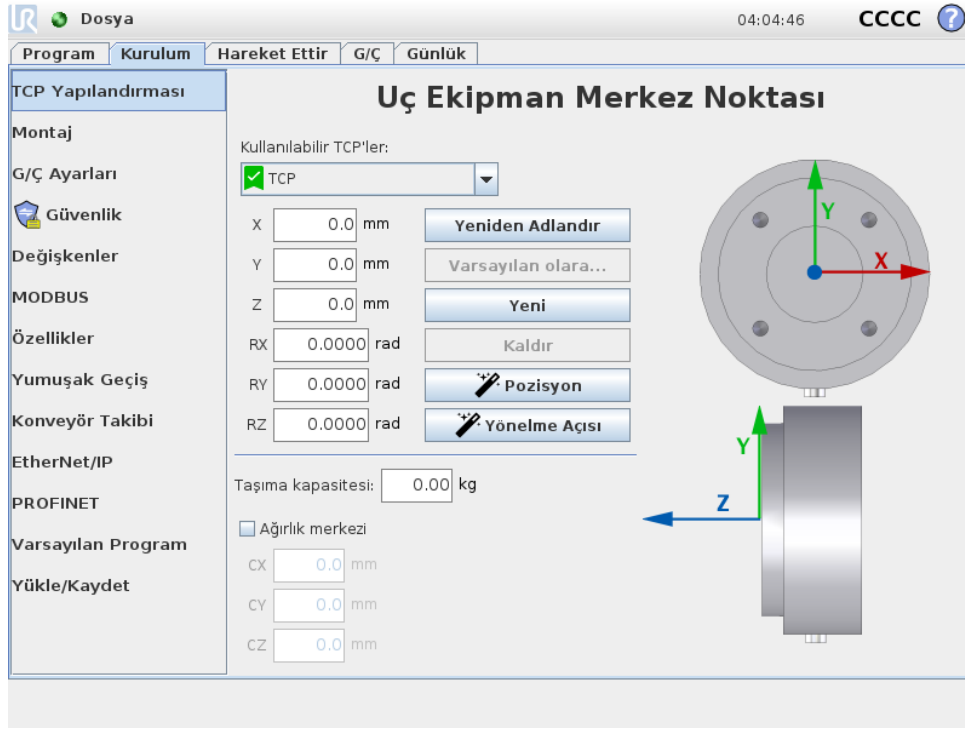 UR Dosya 04:04:46 CCCC ?
Program Kurulum Hareket Ettir G/Ç Günlük
TCP Yapılandırması
Montaj
G/Ç Ayarları
Güvenlik
Değişkenler
MODBUS
Özellikler
Yumuşak Geçiş
Konveyör Takibi
EtherNet/IP
PROFINET
Varsayılan Program
Yükle/Kaydet
Uç Ekipman Merkez Noktası
Kullanılabilir TCP'ler:
TCP
X 0.0 mm Yeniden Adlandır
Y 0.0 mm Varsayılan olara...
Z 0.0 mm Yeni
RX 0.0000 rad Kaldır
RY 0.0000 rad Pozisyon
RZ 0.0000 rad Yönelme Açısı
Taşıma kapasitesi: 0.00 kg
Ağırlık merkezi
CX 0.0 mm
CY 0.0 mm
CZ 0.0 mm
Y
X
Y
Z